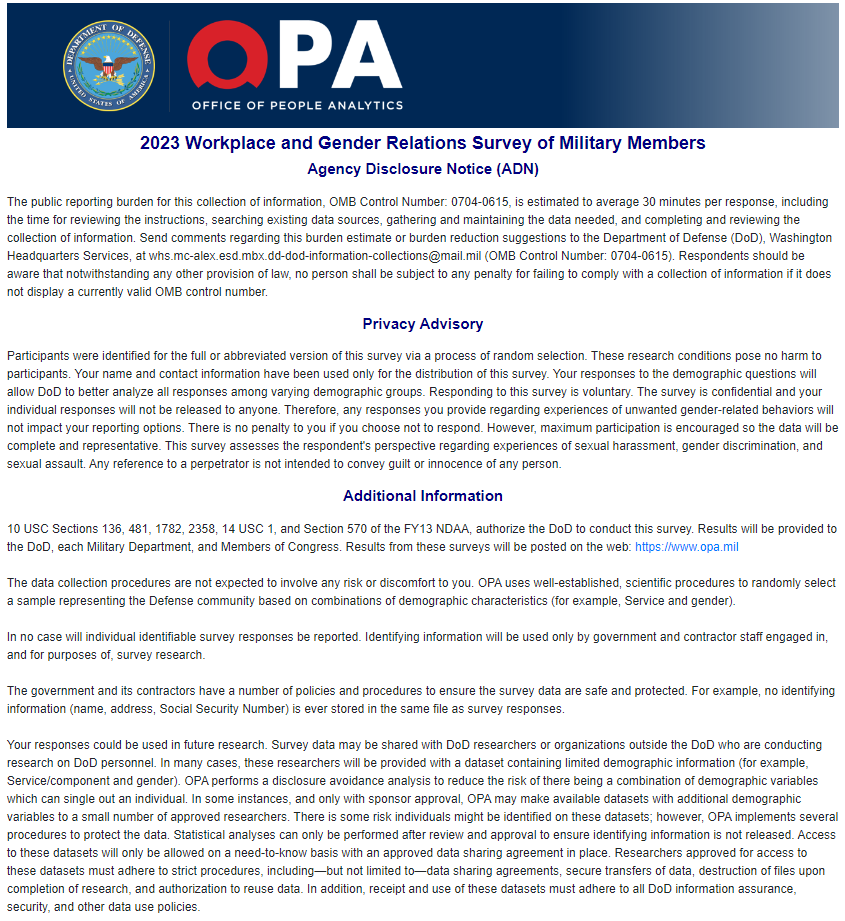 DEPARTMENT OF DEFENSE
UNITED STATES OF AMERICA
OPA
OFFICE OF PEOPLE ANALYTICS
2023 Workplace and Gender Relations Survey of Military Members
Agency Disclosure Notice (ADN)
The public reporting burden for this collection of information, OMB Control Number: 0704-0615, is estimated to average 30 minutes per response, including
the time for reviewing the instructions, searching existing data sources, gathering and maintaining the data needed, and completing and reviewing the
collection of information. Send comments regarding this burden estimate or burden reduction suggestions to the Department of Defense (DoD), Washington
Headquarters Services, at whs.mc-alex.esd.mbx.dd-dod-information-collections@mail.mil (OMB Control Number: 0704-0615). Respondents should be
aware that notwithstanding any other provision of law, no person shall be subject to any penalty for failing to comply with a collection of information if it does
not display a currently valid OMB control number.
Privacy Advisory
Participants were identified for the full or abbreviated version of this survey via a process of random selection. These research conditions pose no harm to
participants. Your name and contact information have been used only for the distribution of this survey. Your responses to the demographic questions will
allow DoD to better analyze all responses among varying demographic groups. Responding to this survey is voluntary. The survey is confidential and your
individual responses will not be released to anyone. Therefore, any responses you provide regarding experiences of unwanted gender-related behaviors will
not impact your reporting options. There is no penalty to you if you choose not to respond. However, maximum participation is encouraged so the data will be
complete and representative. This survey assesses the respondent's perspective regarding experiences of sexual harassment, gender discrimination, and
sexual assault. Any reference to a perpetrator is not intended to convey guilt or innocence of any person.
Additional Information
10 USC Sections 136, 481, 1782, 2358, 14 USC 1, and Section 570 of the FY13 NDAA, authorize the DoD to conduct this survey. Results will be provided to
the DoD, each Military Department, and Members of Congress. Results from these surveys will be posted on the web: https://www.opa.mil
The data collection procedures are not expected to involve any risk or discomfort to you. OPA uses well-established, scientific procedures to randomly select
a sample representing the Defense community based on combinations of demographic characteristics (for example, Service and gender).
In no case will individual identifiable survey responses be reported. Identifying information will be used only by government and contractor staff engaged in,
and for purposes of, survey research.
The government and its contractors have a number of policies and procedures to ensure the survey data are safe and protected. For example, no identifying
information (name, address, Social Security Number) is ever stored in the same file as survey responses.
Your responses could be used in future research. Survey data may be shared with DoD researchers or organizations outside the DoD who are conducting
research on DoD personnel. In many cases, these researchers will be provided with a dataset containing limited demographic information (for example,
Service/component and gender). OPA performs a disclosure avoidance analysis to reduce the risk of there being a combination of demographic variables
which can single out an individual. In some instances, and only with sponsor approval, OPA may make available datasets with additional demographic
variables to a small number of approved researchers. There is some risk individuals might be identified on these datasets; however, OPA implements several
procedures to protect the data. Statistical analyses can only be performed after review and approval to ensure identifying information is not released. Access
to these datasets will only be allowed on a need-to-know basis with an approved data sharing agreement in place. Researchers approved for access to
these datasets must adhere to strict procedures, including—but not limited to—data sharing agreements, secure transfers of data, destruction of files upon
completion of research, and authorization to reuse data. In addition, receipt and use of these datasets must adhere to all DoD information assurance,
security, and other data use policies.